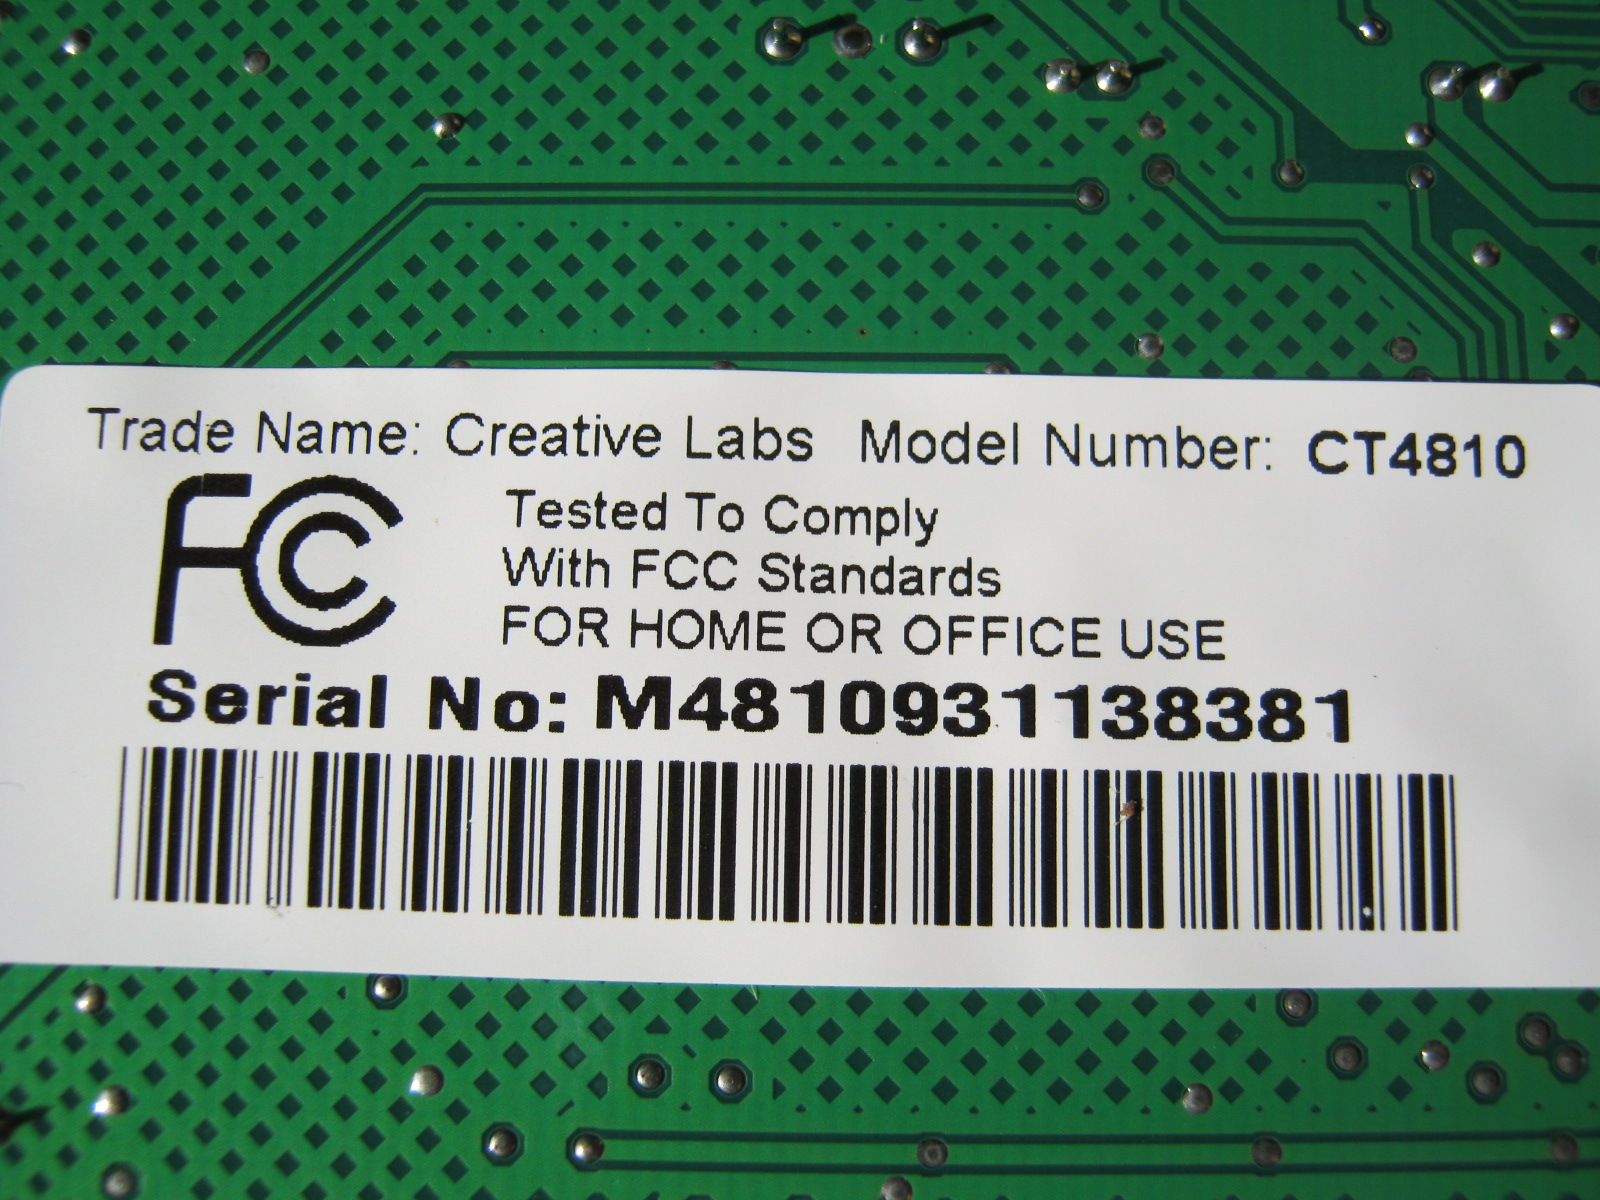 Trade Name: Creative Labs Model Number: CT4810
FCC
Tested To Comply
With FCC Standards
FOR HOME OR OFFICE USE
Serial No: M4810931138381